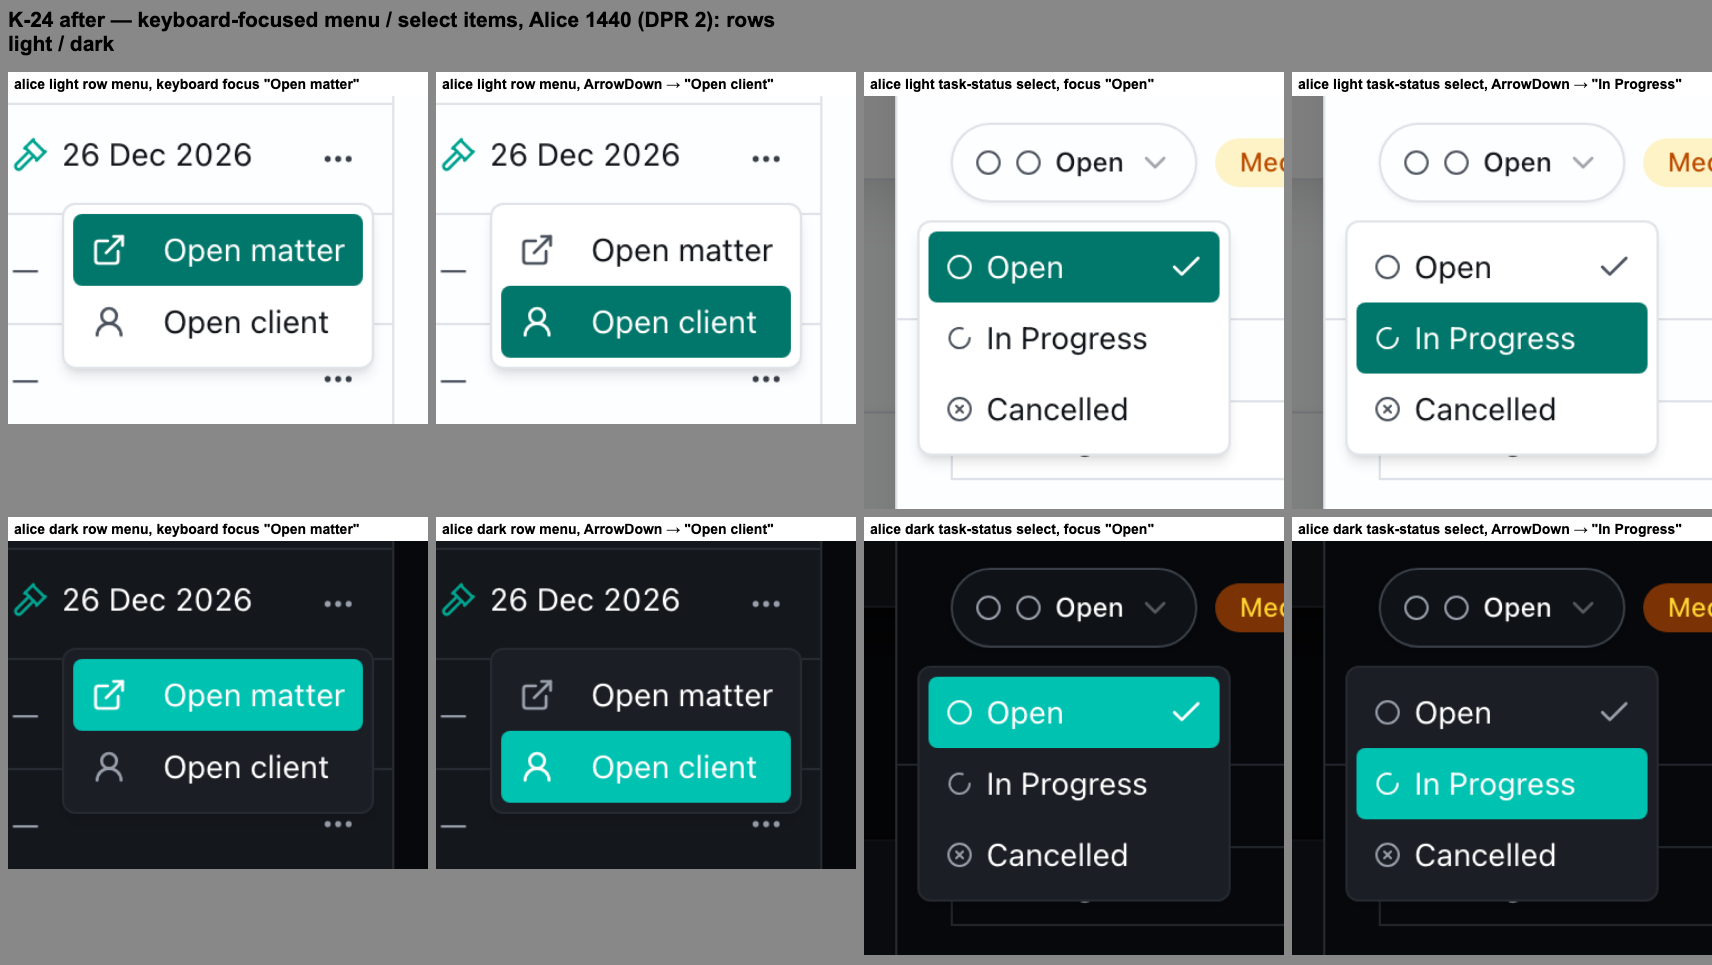 K-24 after — keyboard-focused menu / select items, Alice 1440 (DPR 2): rows
light / dark
alice light row menu, keyboard focus "Open matter"
26 Dec 2026
Open matter
Open client
alice light row menu, ArrowDown → "Open client"
26 Dec 2026
Open matter
Open client
alice light task-status select, focus "Open"
Open
Med
Open
In Progress
Cancelled
alice light task-status select, ArrowDown → "In Progress"
Open
Med
Open
In Progress
Cancelled
alice dark row menu, keyboard focus "Open matter"
26 Dec 2026
Open matter
Open client
alice dark row menu, ArrowDown → "Open client"
26 Dec 2026
Open matter
Open client
alice dark task-status select, focus "Open"
Open
Med
Open
In Progress
Cancelled
alice dark task-status select, ArrowDown → "In Progress"
Open
Med
Open
In Progress
Cancelled